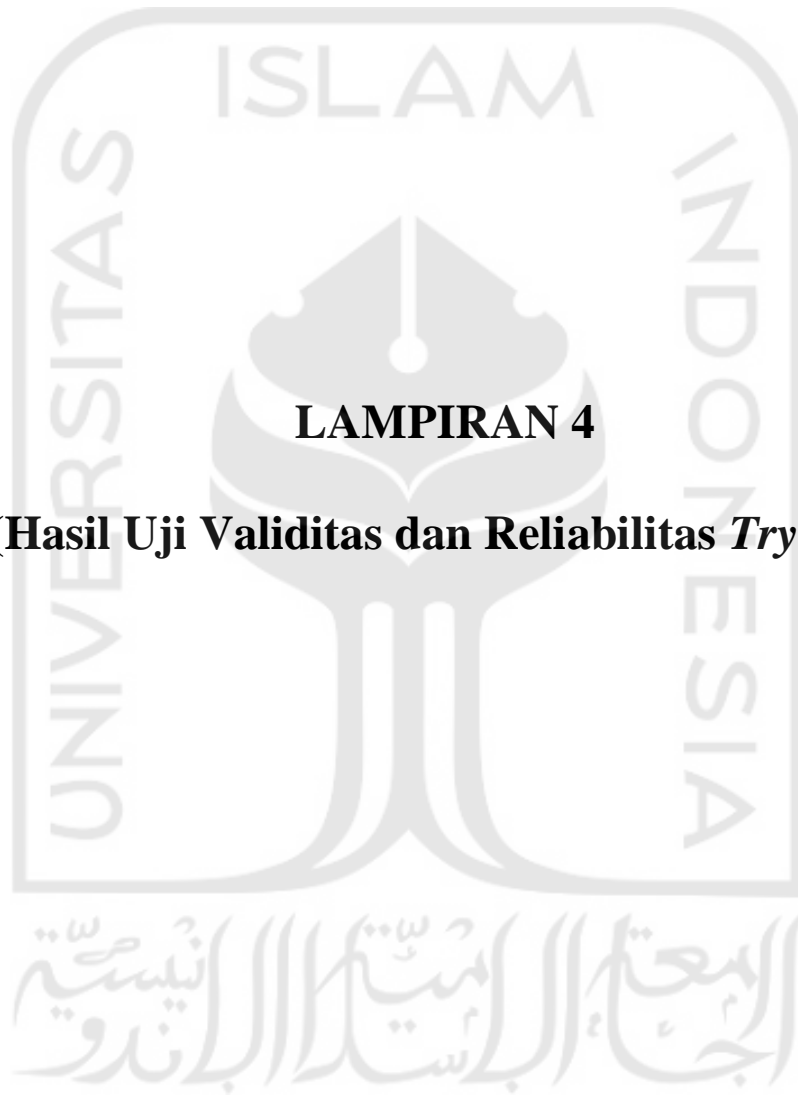 ISLAM
UNIVERSITAS
INDONESIA
LAMPIRAN 4
(Hasil Uji Validitas dan Reliabilitas Try